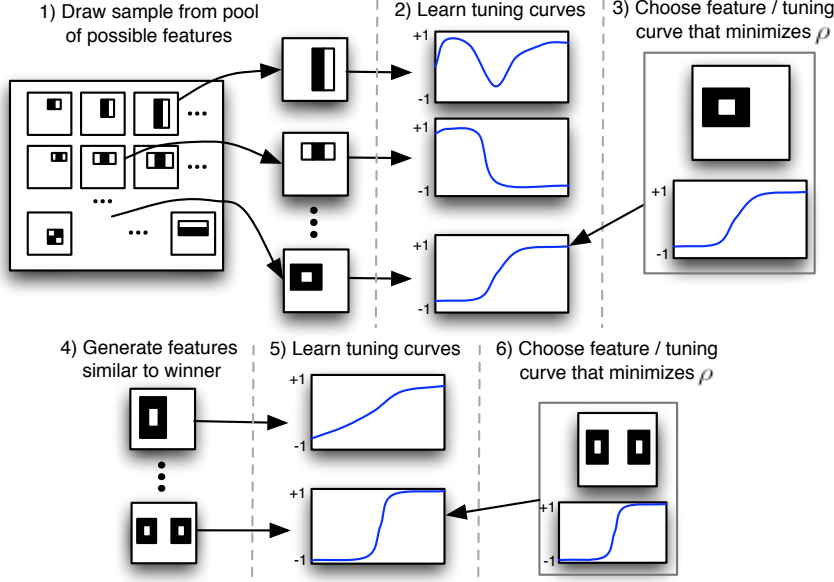 1) Draw sample from pool
of possible features
2) Learn tuning curves
3) Choose feature / tuning
curve that minimizes ρ
+1
-1
+1
-1
+1
-1
+1
-1
...
...
...
...
4) Generate features
similar to winner
5) Learn tuning curves
6) Choose feature / tuning
curve that minimizes ρ
+1
-1
+1
-1
+1
-1